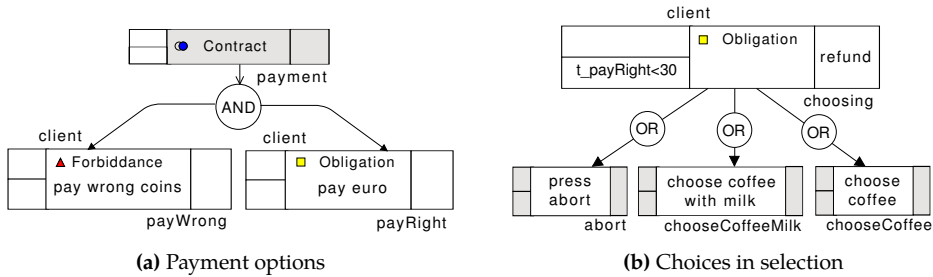 Contract
payment
AND
client
Forbiddance
pay wrong coins
payWrong
client
Obligation
pay euro
payRight
(a) Payment options
client
Obligation
t_payRight<30
refund
choosing
OR
OR
OR
press
abort
abort
choose coffee
with milk
chooseCoffeeMilk
choose
coffee
chooseCoffee
(b) Choices in selection